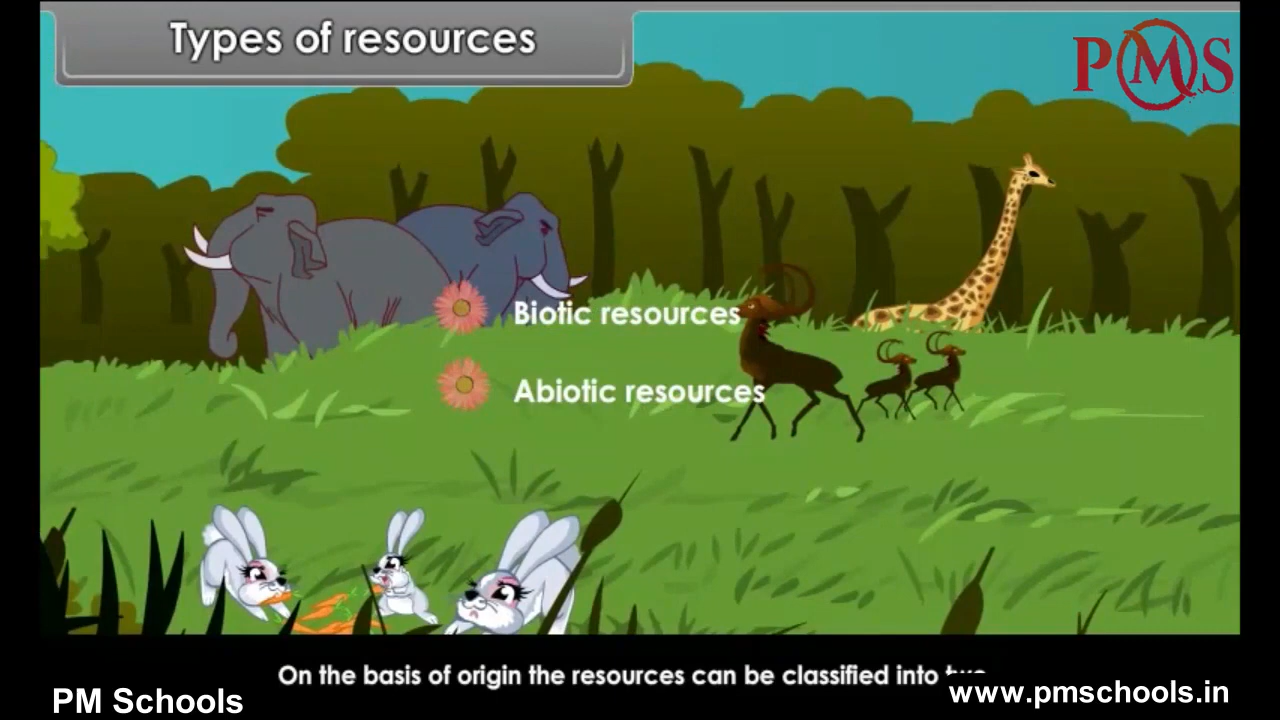 Types of resources
PMS
Biotic resources
Abiotic resources
On the basis of origin the resources can be classified into
PM Schools
www.pmschools.in